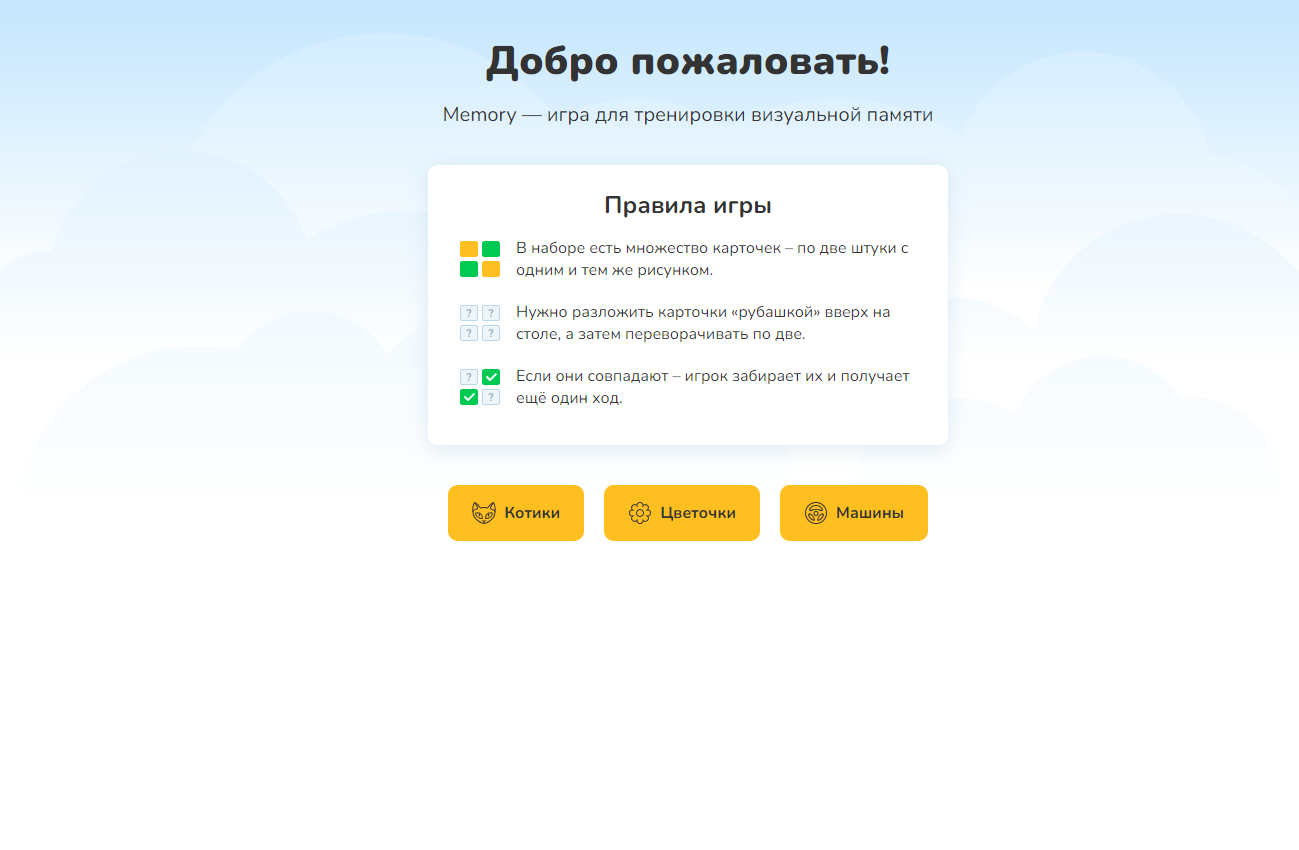 Добро пожаловать!
Memory — игра для тренировки визуальной памяти
Правила игры
В наборе есть множество карточек – по две штуки с
одним и тем же рисунком.
? ?
? ?
Нужно разложить карточки «рубашкой» вверх на
столе, а затем переворачивать по две.
?
?
Если они совпадают – игрок забирает их и получает
ещё один ход.
Котики
Цветочки
Машины